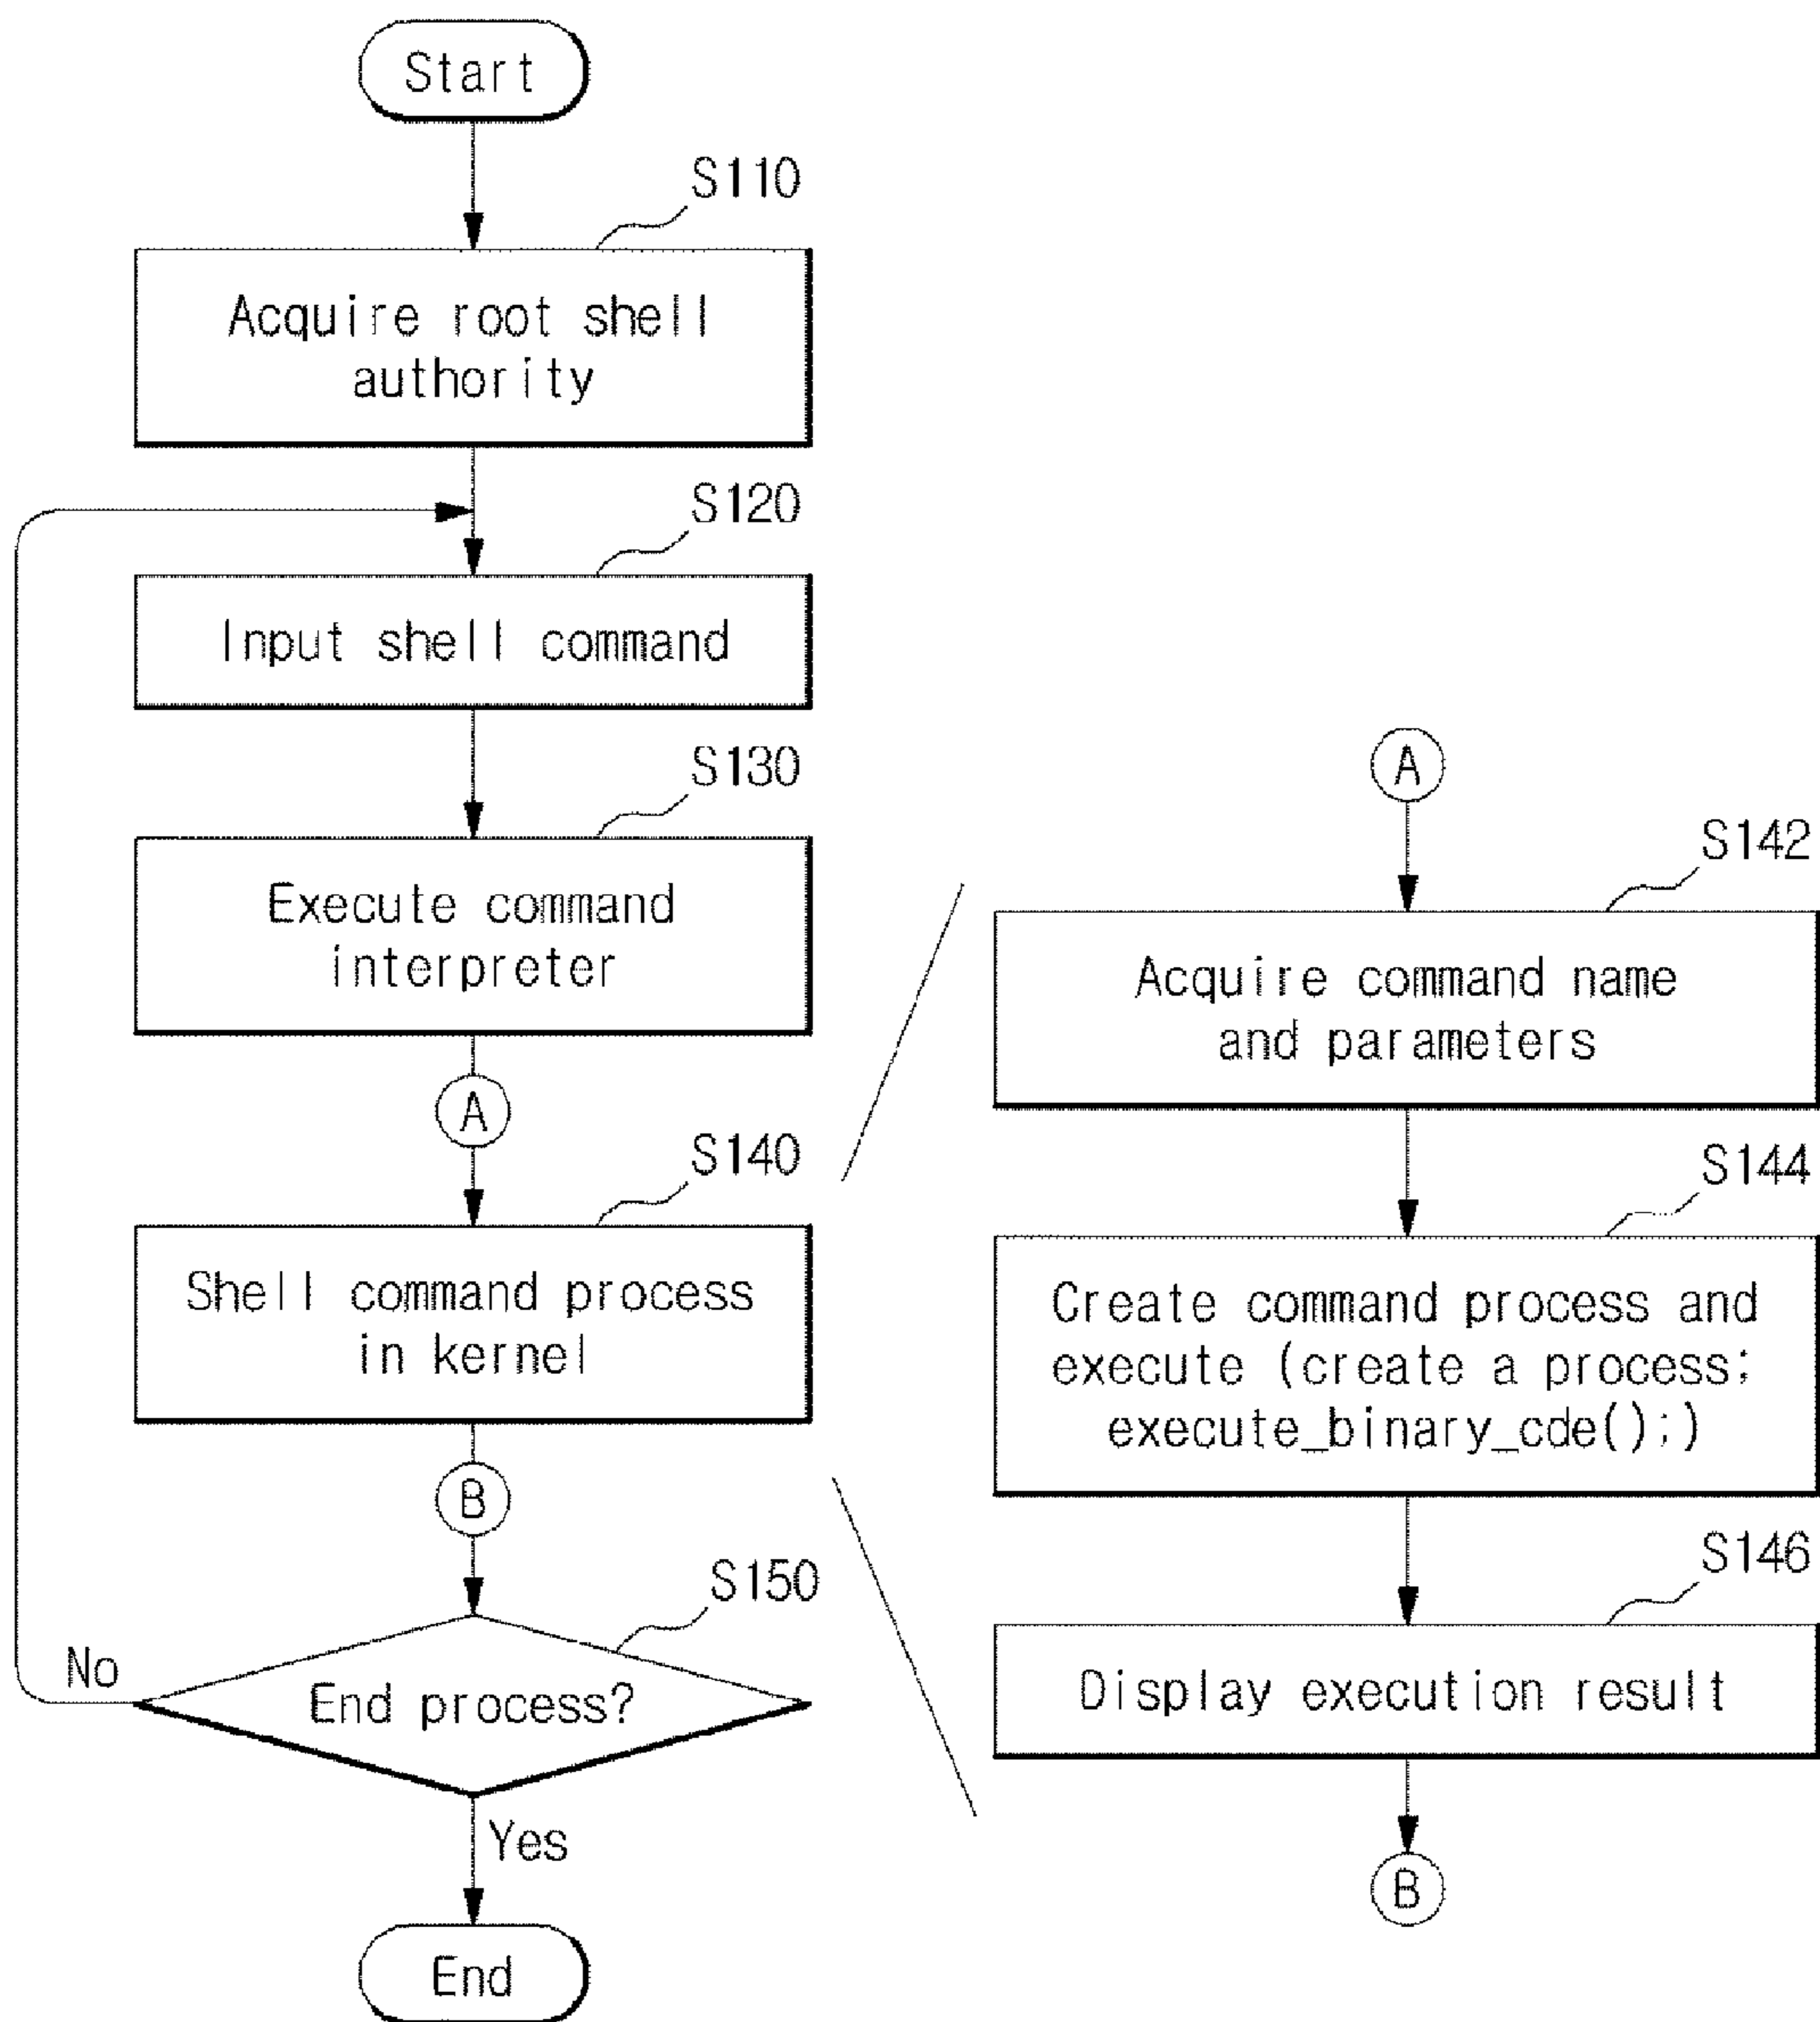 Start
S110
Acquire root shell
authority
S120
Input shell command
S130
Execute command
interpreter
A
S140
Shell command process
in kernel
B
S150
No
End process?
Yes
End
A
S142
Acquire command name
and parameters
S144
Create command process and
execute (create a process;
execute_binary_cde();)
S146
Display execution result
B